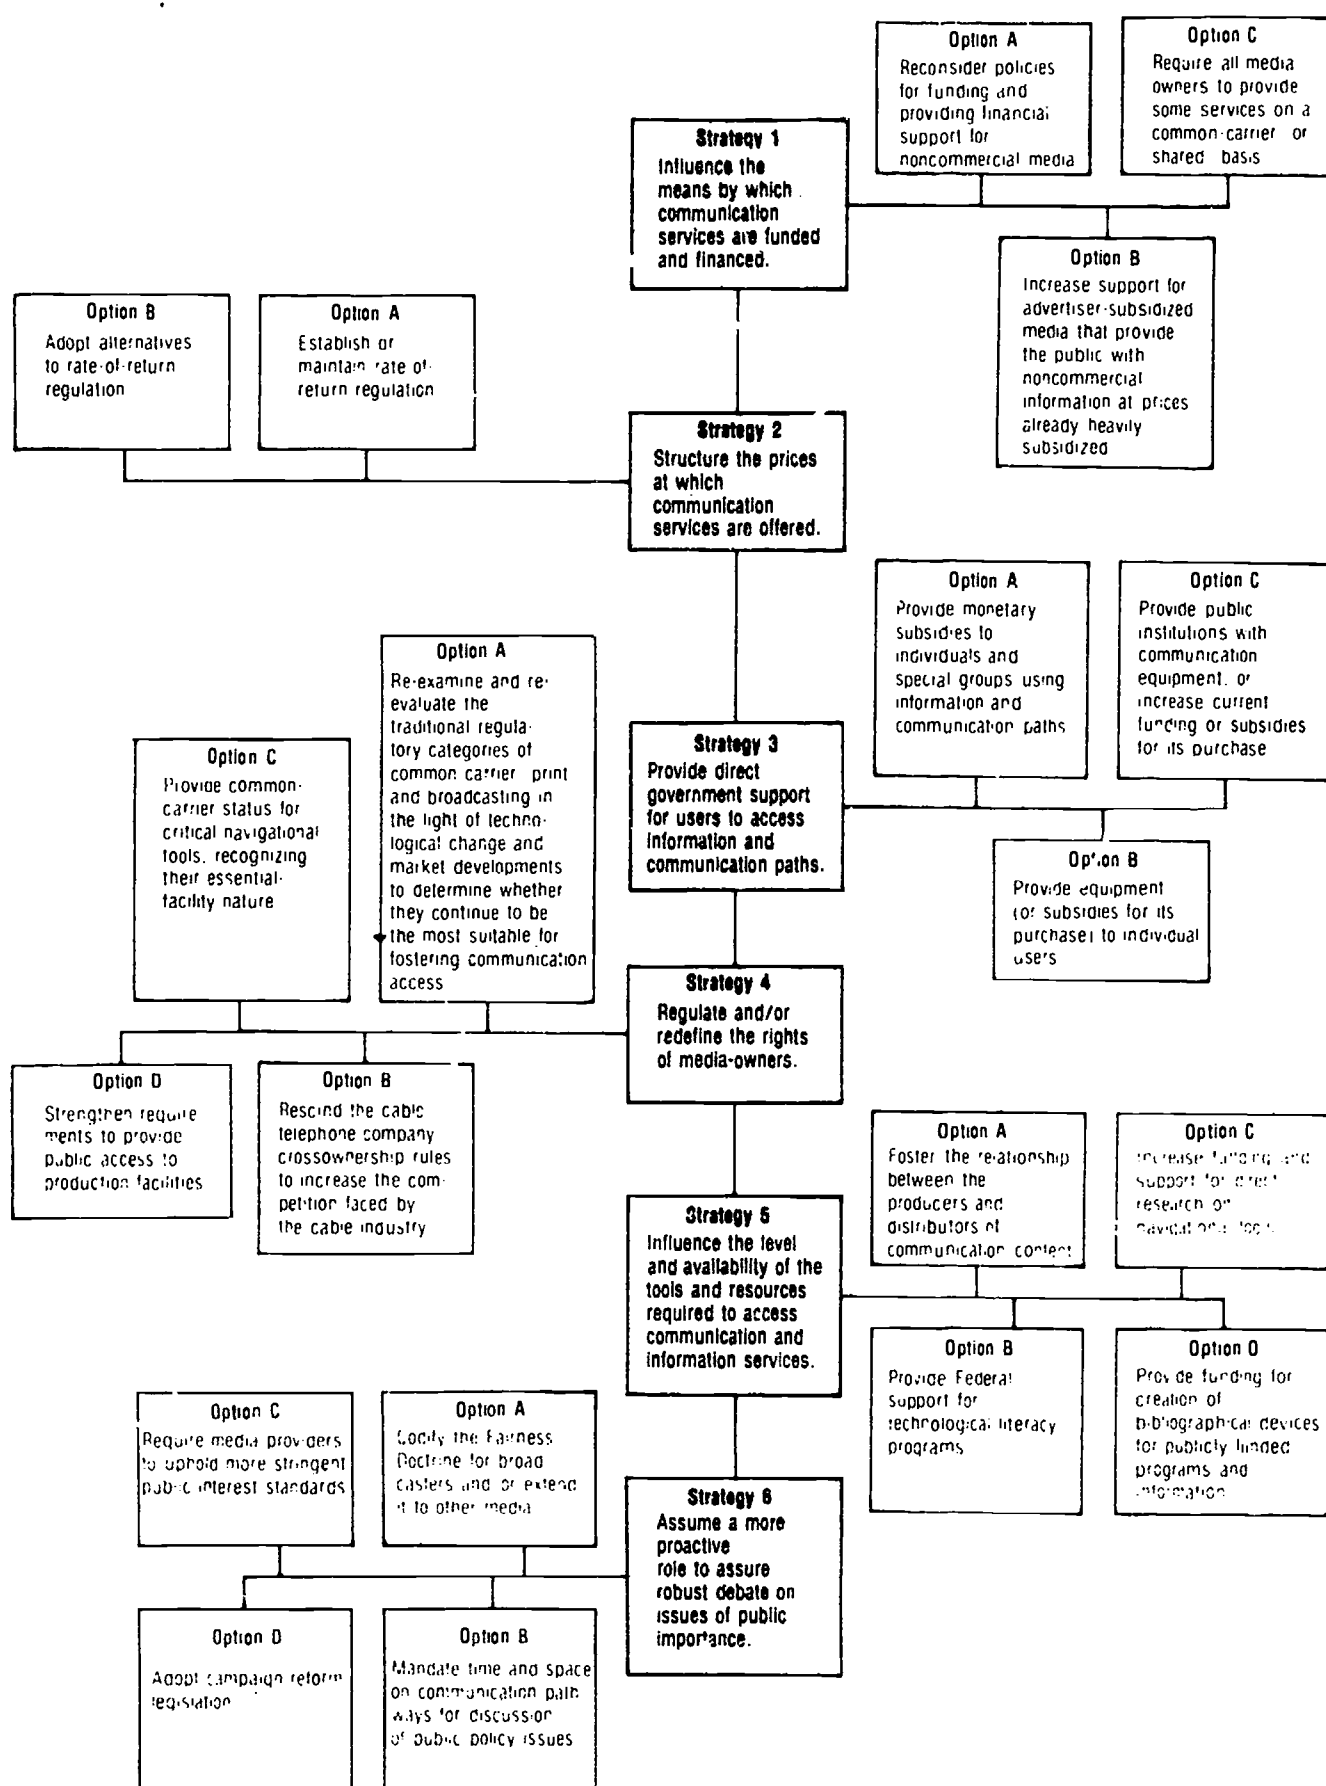 Strategy 1
Influence the
means by which
communication
services are funded
and financed.
Option A
Reconsider policies
for funding and
providing financial
support for
noncommercial media
Option C
Require all media
owners to provide
some services on a
common-carrier or
shared basis
Option B
Increase support for
advertiser-subsidized
media that provide
the public with
noncommercial
information at prices
already heavily
subsidized
Option B
Adopt alternatives
to rate-of-return
regulation
Option A
Establish or
maintain rate-of-
return regulation
Strategy 2
Structure the prices
at which
communication
services are offered.
Option A
Provide monetary
subsidies to
individuals and
special groups using
information and
communication paths
Option C
Provide public
institutions with
communication
equipment, or
increase current
funding or subsidies
for its purchase
Strategy 3
Provide direct
government support
for users to access
information and
communication paths.
Option B
Provide equipment
(or subsidies for its
purchase) to individual
users
Option A
Re-examine and re-
evaluate the
traditional regula-
tory categories of
common carrier print
and broadcasting in
the light of techno-
logical change and
market developments
to determine whether
they continue to be
the most suitable for
fostering communication
access
Option C
Provide common-
carrier status for
critical navigational
tools, recognizing
their essential-
facility nature
Strategy 4
Regulate and/or
redefine the rights
of media-owners.
Option D
Strengthen require
ments to provide
public access to
production facilities
Option B
Rescind the cable
telephone company
crossownership rules
to increase the com-
petition faced by
the cable industry
Option A
Foster the relationship
between the
producers and
distributors of
communication content
Option C
Increase funding and
support for direct
research on
navigational tools
Strategy 5
Influence the level
and availability of the
tools and resources
required to access
communication and
information services.
Option B
Provide Federal
support for
technological literacy
programs
Option D
Provide funding for
creation of
bibliographical devices
for publicly funded
programs and
information
Option C
Require media providers
to uphold more stringent
public interest standards
Option A
Codify the Fairness
Doctrine for broad
casters and or extend
it to other media
Strategy 6
Assume a more
proactive
role to assure
robust debate on
issues of public
importance.
Option D
Adopt campaign reform
legislation
Option B
Mandate time and space
on communication path
ways for discussion
of public policy issues